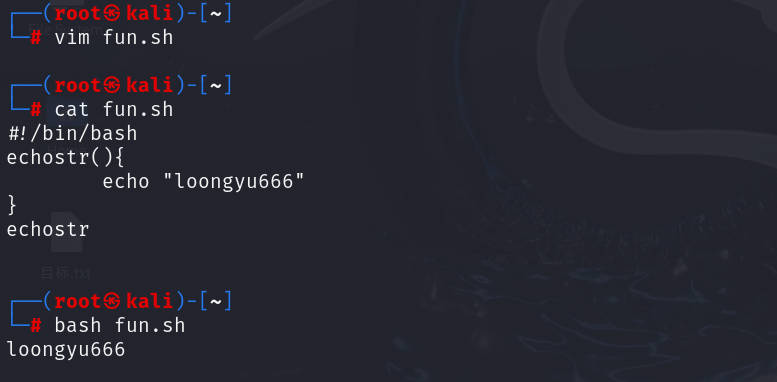 ┌──(root㉿kali)-[~]
└─# vim fun.sh
┌──(root㉿kali)-[~]
└─# cat fun.sh
#!/bin/bash
echostr(){
        echo "loongyu666"
}
echostr
目标.txt
┌──(root㉿kali)-[~]
└─# bash fun.sh
loongyu666